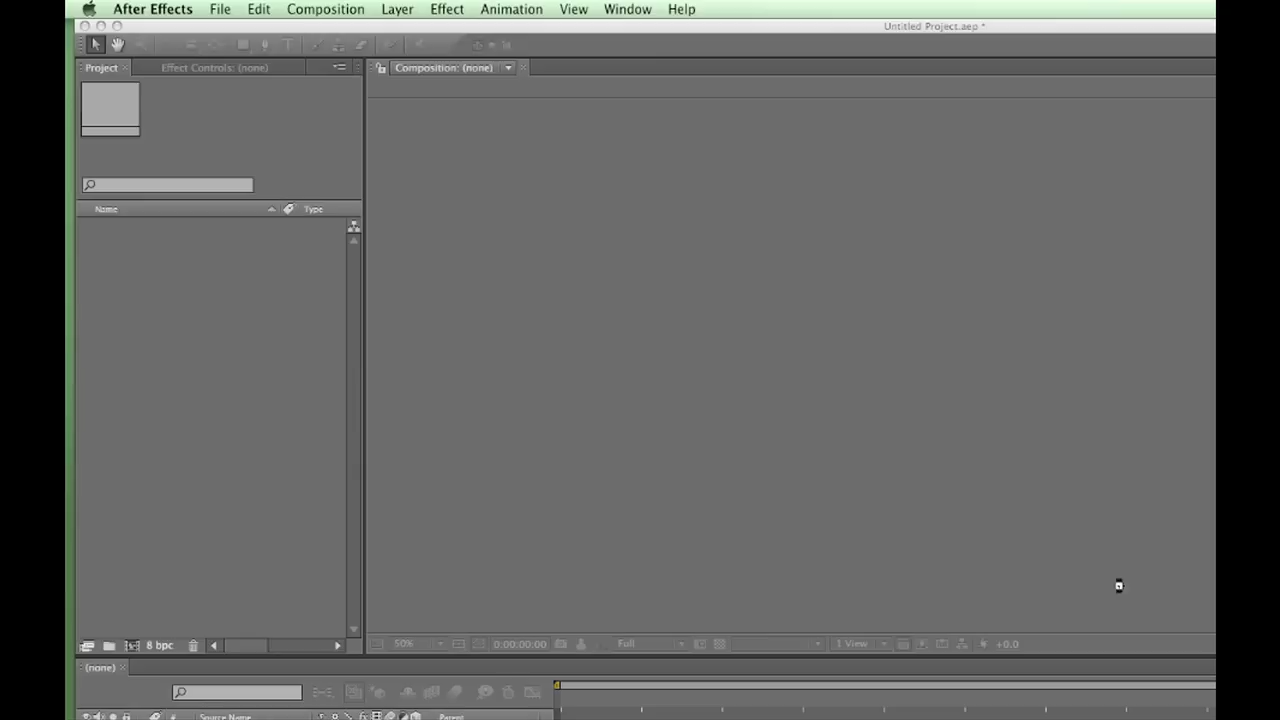 After Effects File Edit Composition Layer Effect Animation View Window Help
Untitled Project.aep *
Project Effect Controls: (none) Composition: (none)
Name Type
8 bpc 50% 0:00:00:00 Full 1 View +0.0
(none)
# Source Name fx Parent